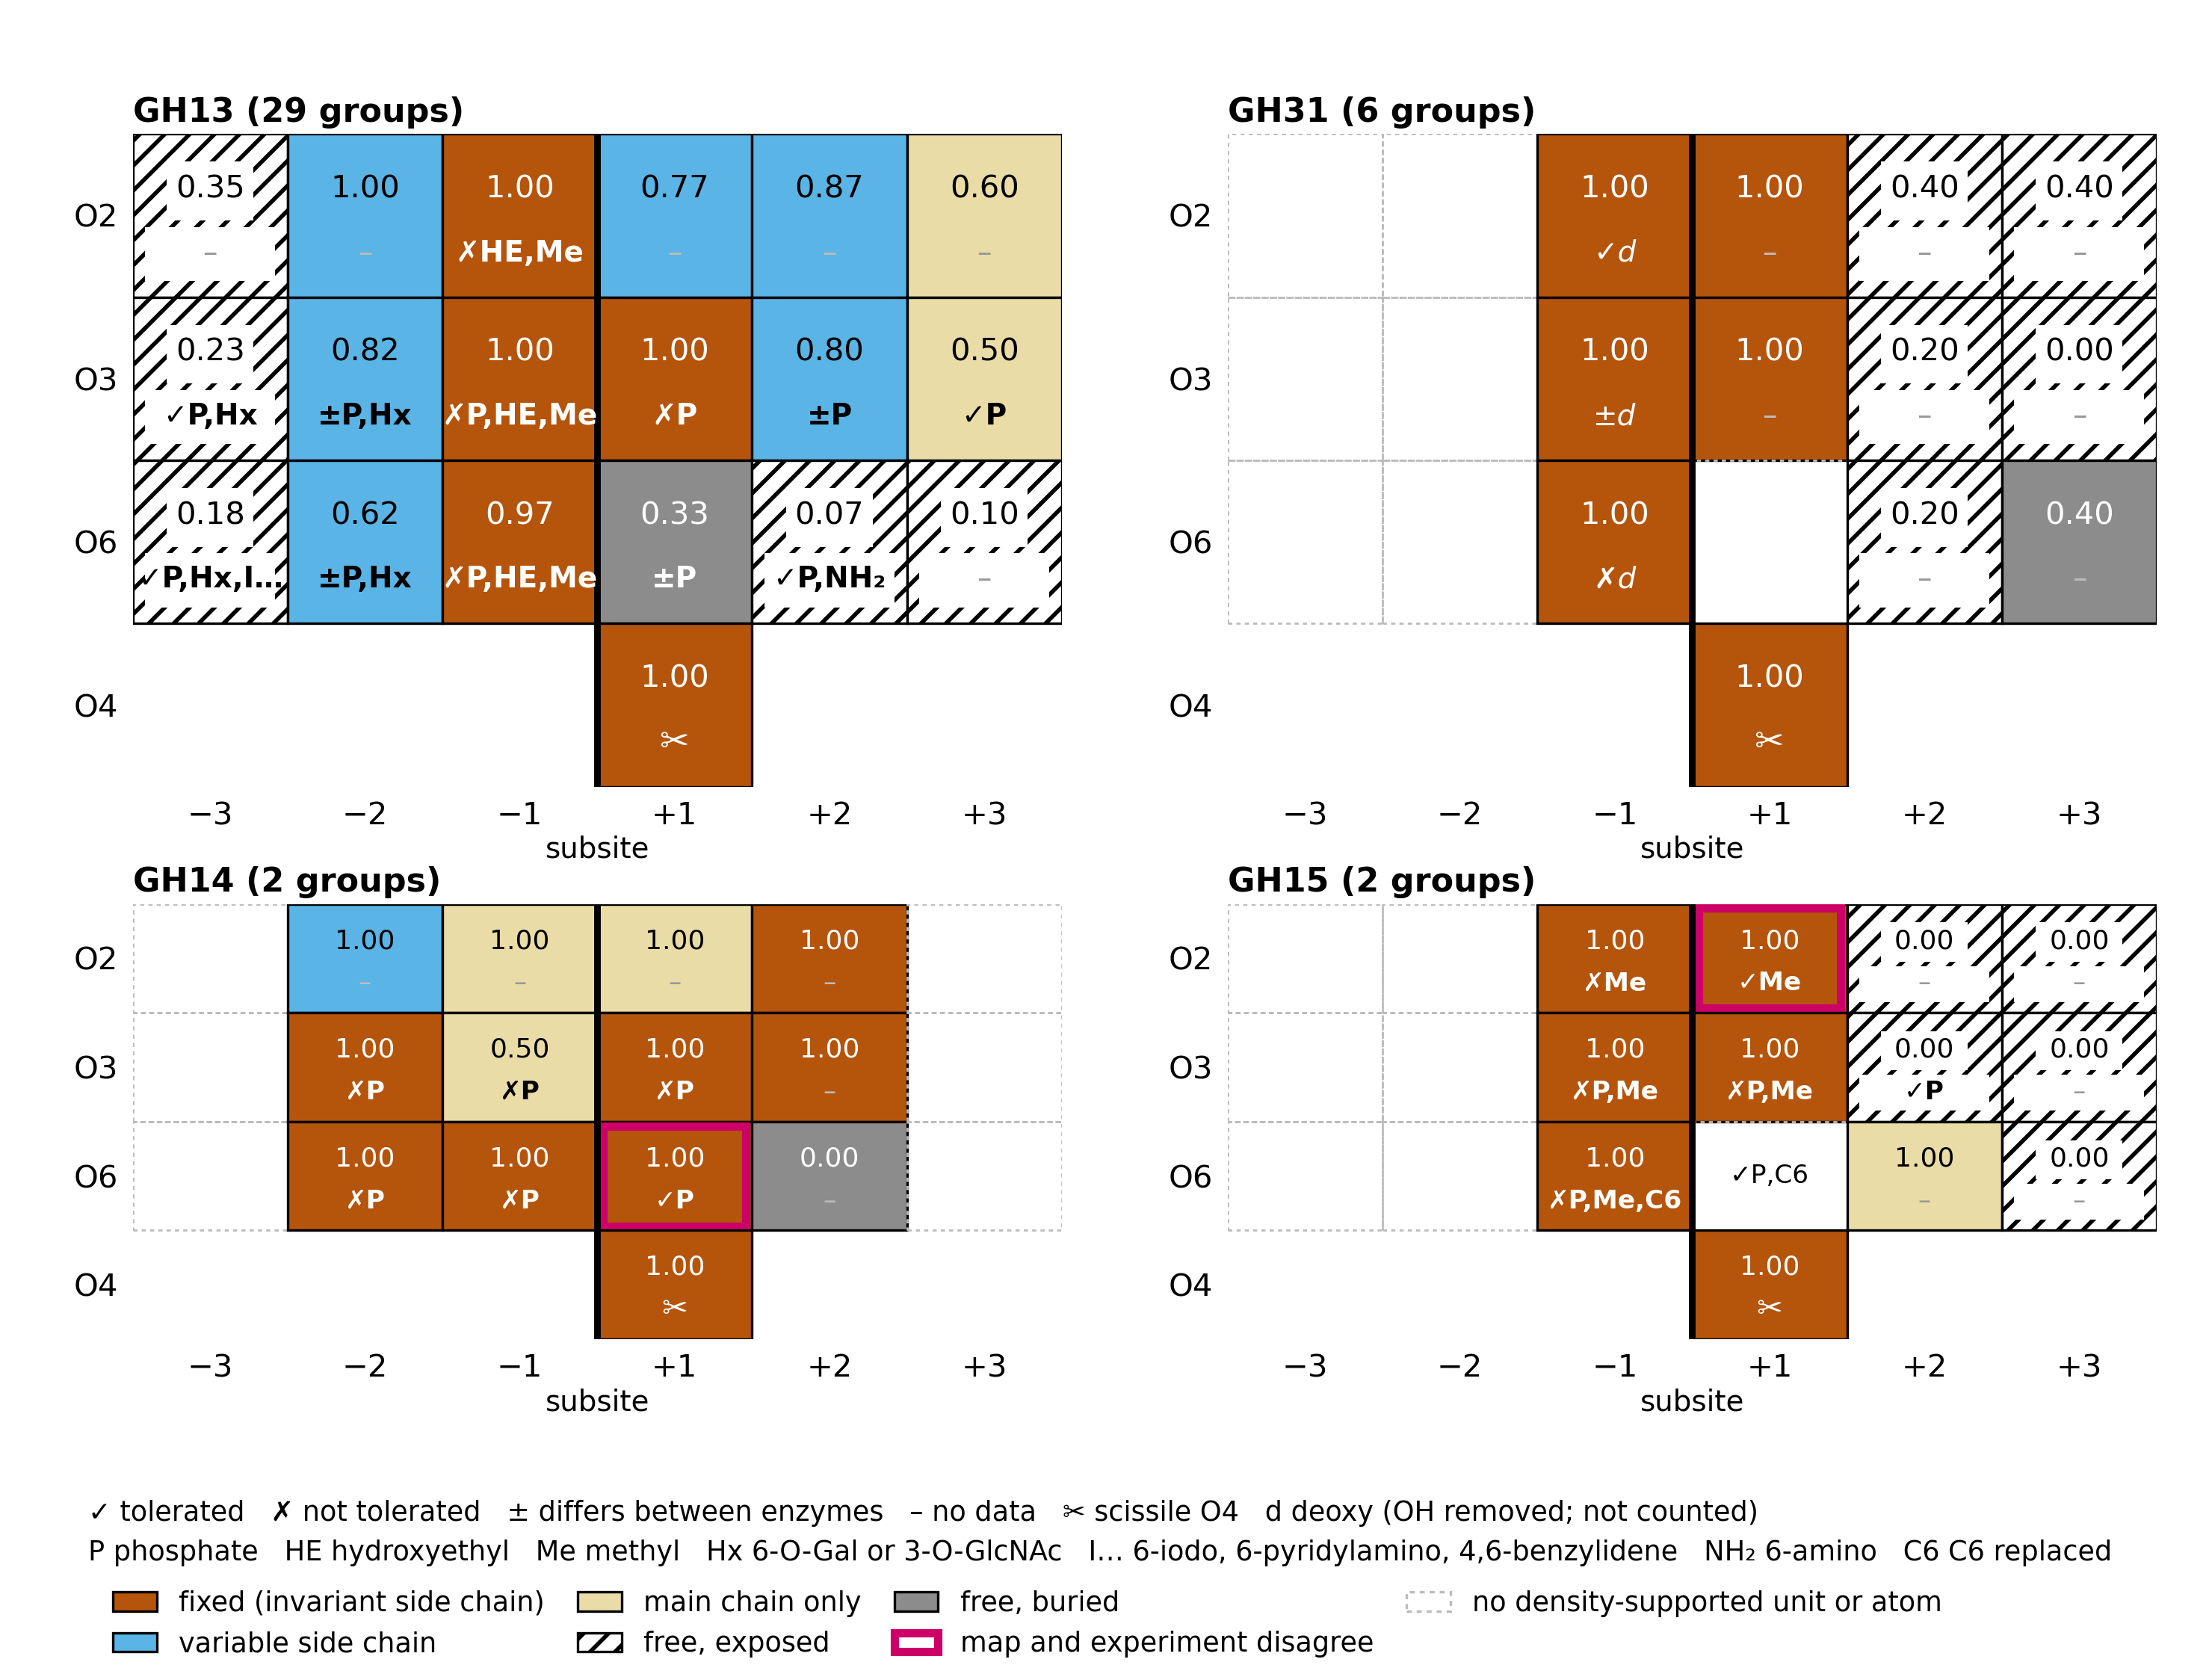 GH13 (29 groups)
O2 0.35 1.00 1.00 0.77 0.87 0.60
– – ✗HE,Me – – –
O3 0.23 0.82 1.00 1.00 0.80 0.50
✓P,Hx ±P,Hx ✗P,HE,Me ✗P ±P ✓P
O6 0.18 0.62 0.97 0.33 0.07 0.10
✓P,Hx,I... ±P,Hx ✗P,HE,Me ±P ✓P,NH₂ –
O4 1.00
✂
−3 −2 −1 +1 +2 +3
subsite
GH31 (6 groups)
O2 1.00 1.00 0.40 0.40
✓d – – –
O3 1.00 1.00 0.20 0.00
±d – – –
O6 1.00 0.20 0.40
✗d – –
O4 1.00
✂
−3 −2 −1 +1 +2 +3
subsite
GH14 (2 groups)
O2 1.00 1.00 1.00 1.00
– – – –
O3 1.00 0.50 1.00 1.00
✗P ✗P ✗P –
O6 1.00 1.00 1.00 0.00
✗P ✗P ✓P –
O4 1.00
✂
−3 −2 −1 +1 +2 +3
subsite
GH15 (2 groups)
O2 1.00 1.00 0.00 0.00
✗Me ✓Me – –
O3 1.00 1.00 0.00 0.00
✗P,Me ✗P,Me ✓P –
O6 1.00 ✓P,C6 1.00 0.00
✗P,Me,C6 – –
O4 1.00
✂
−3 −2 −1 +1 +2 +3
subsite
✓ tolerated ✗ not tolerated ± differs between enzymes – no data ✂ scissile O4 d deoxy (OH removed; not counted)
P phosphate HE hydroxyethyl Me methyl Hx 6-O-Gal or 3-O-GlcNAc I... 6-iodo, 6-pyridylamino, 4,6-benzylidene NH₂ 6-amino C6 C6 replaced
fixed (invariant side chain) main chain only free, buried no density-supported unit or atom
variable side chain free, exposed map and experiment disagree